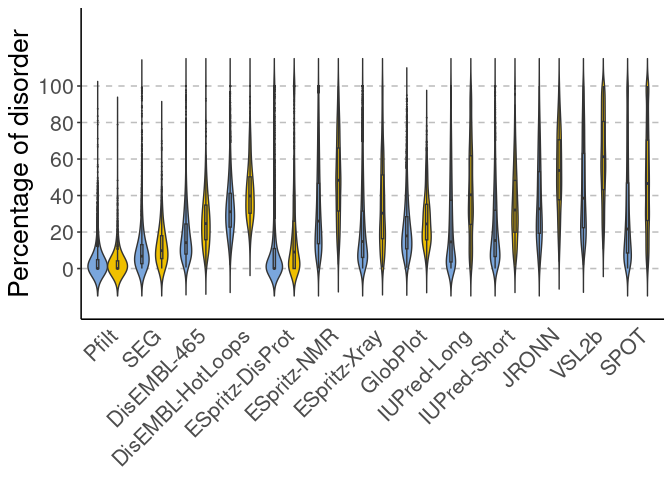 Percentage of disorder
100
80
60
40
20
0
Pfilt
SEG
DisEMBL-465
DisEMBL-HotLoops
ESpritz-DisProt
ESpritz-NMR
ESpritz-Xray
GlobPlot
IUPred-Long
IUPred-Short
JRONN
VSL2b
SPOT